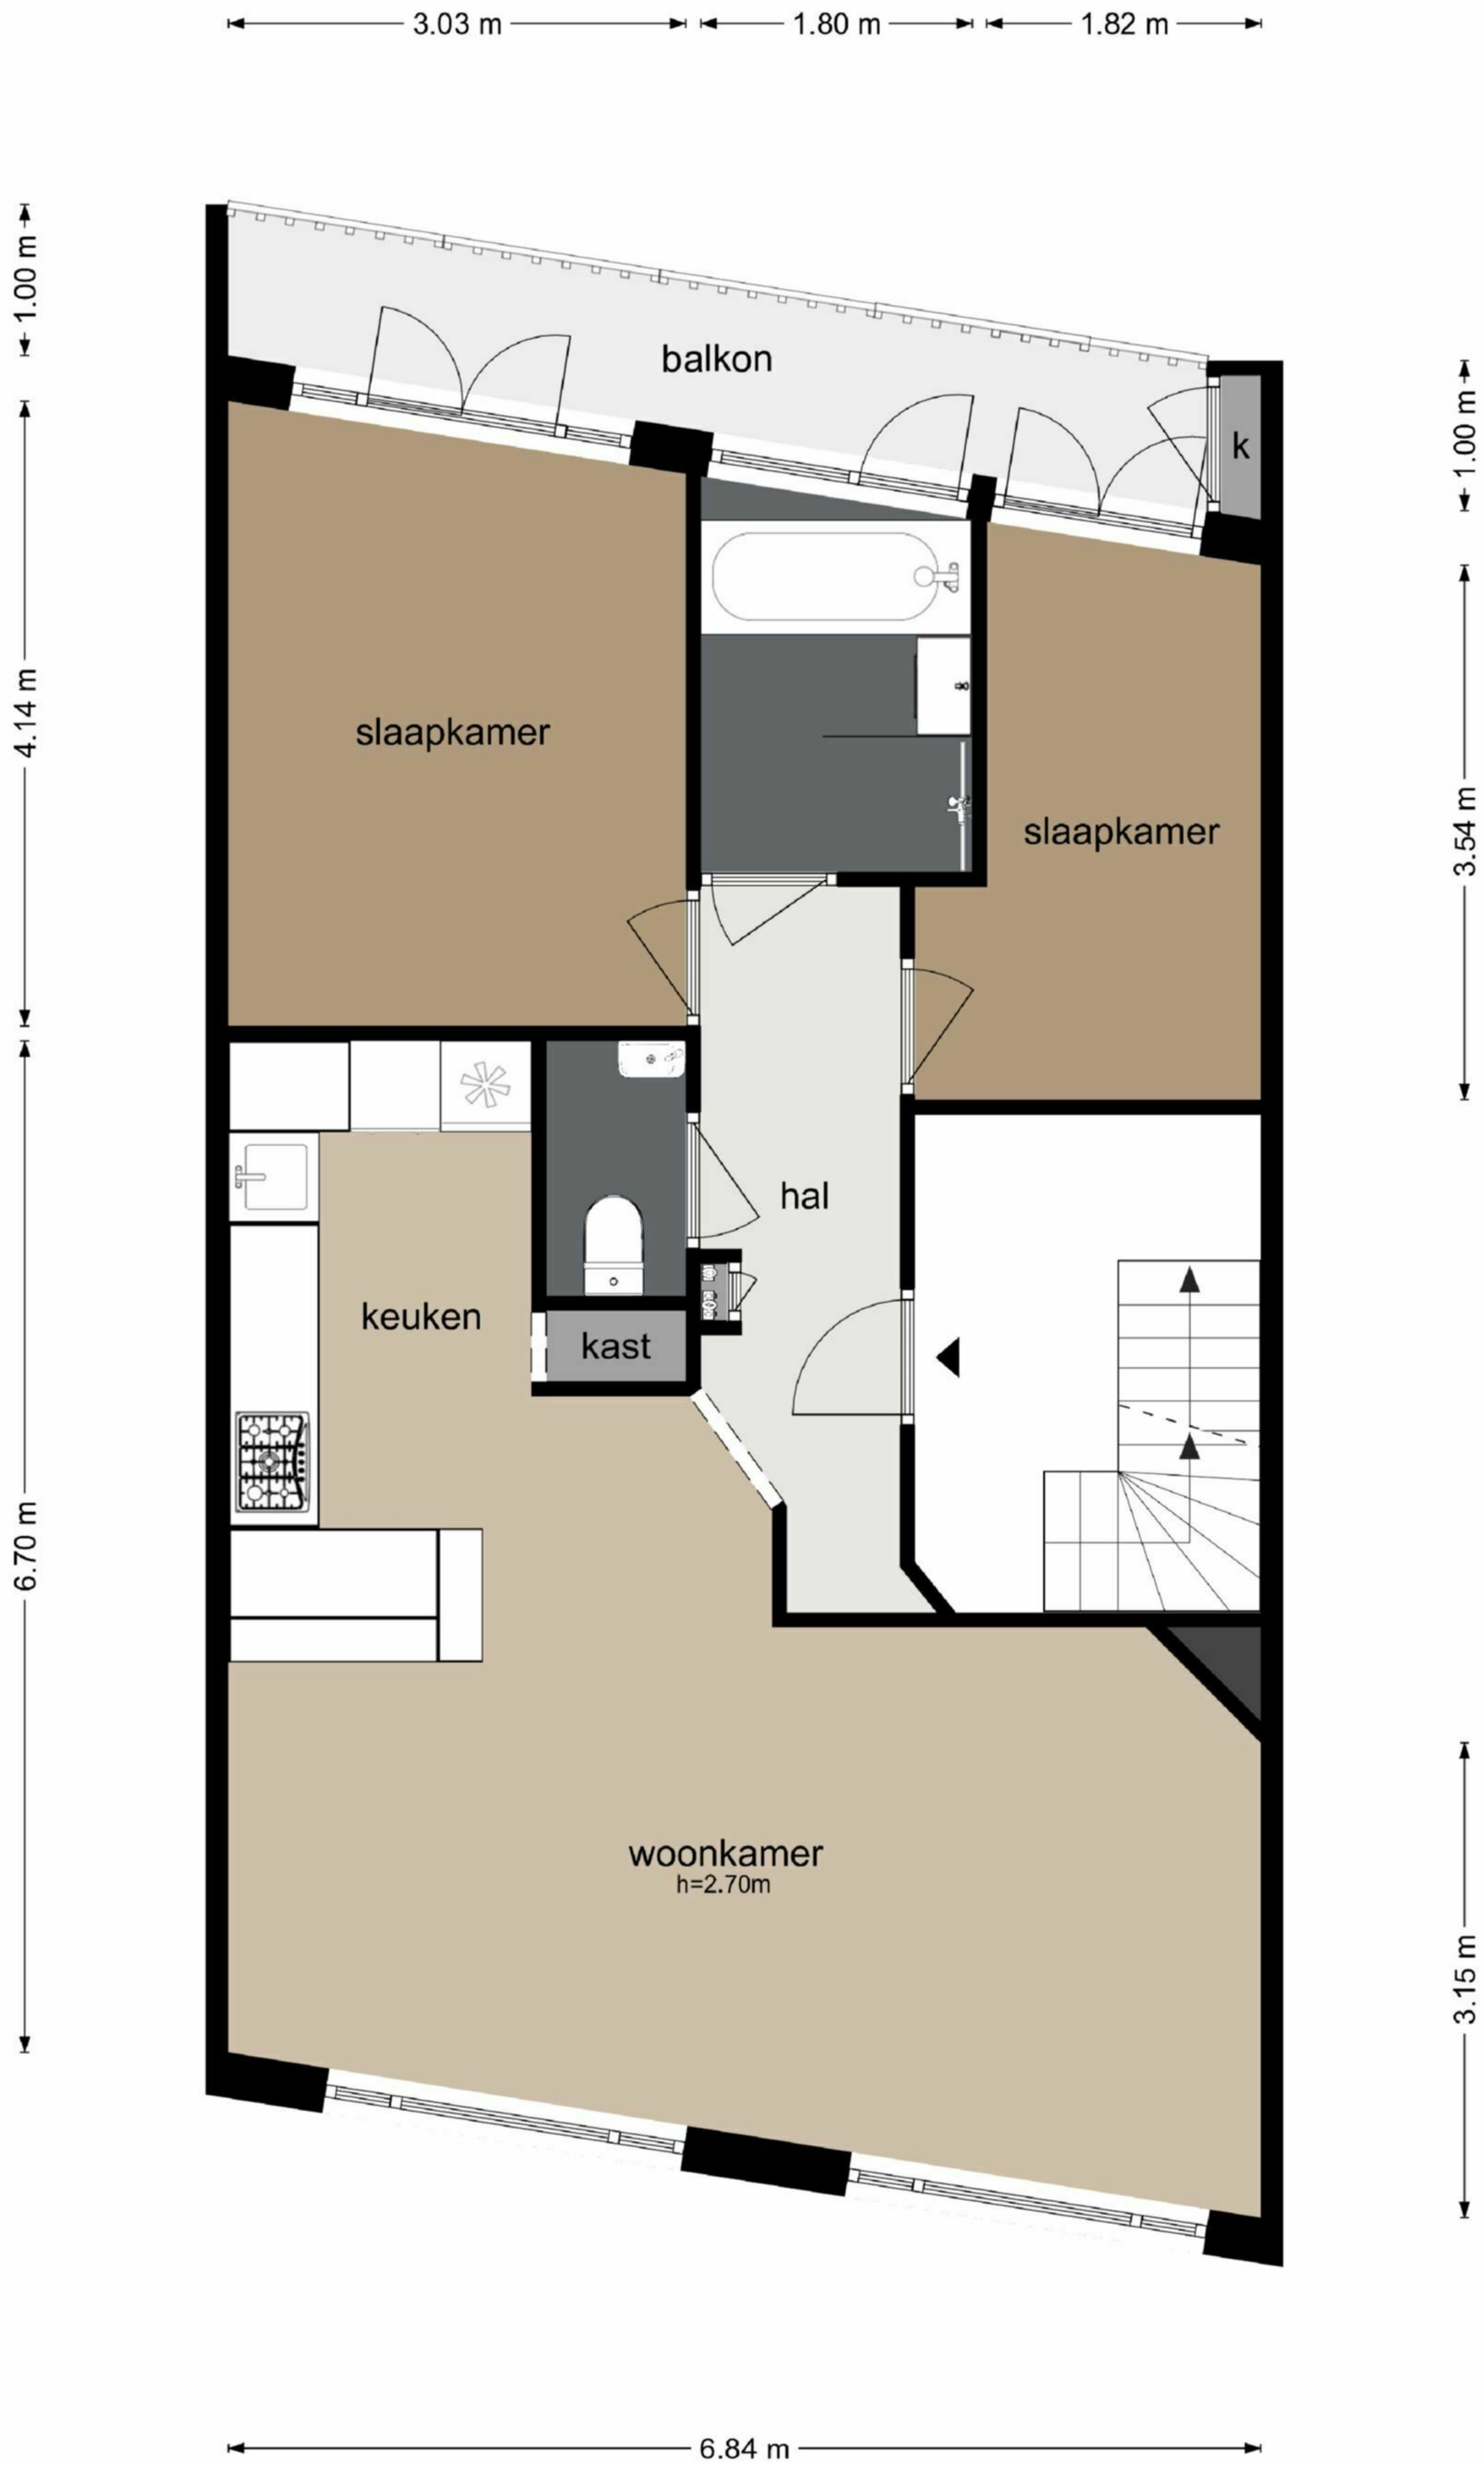 3.03 m
1.80 m
1.82 m
1.00 m
balkon
k
1.00 m
4.14 m
slaapkamer
slaapkamer
3.54 m
hal
keuken
kast
6.70 m
woonkamer
h=2.70m
3.15 m
6.84 m